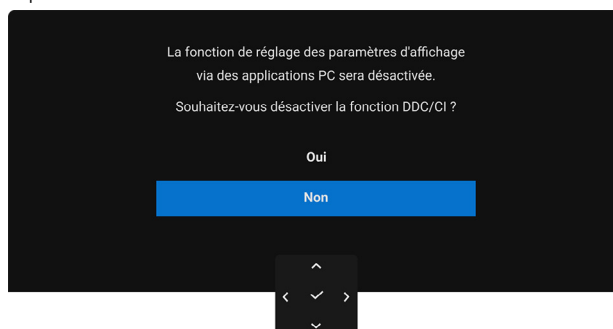 La fonction de réglage des paramètres d'affichage
via des applications PC sera désactivée.
Souhaitez-vous désactiver la fonction DDC/CI ?
Oui
Non